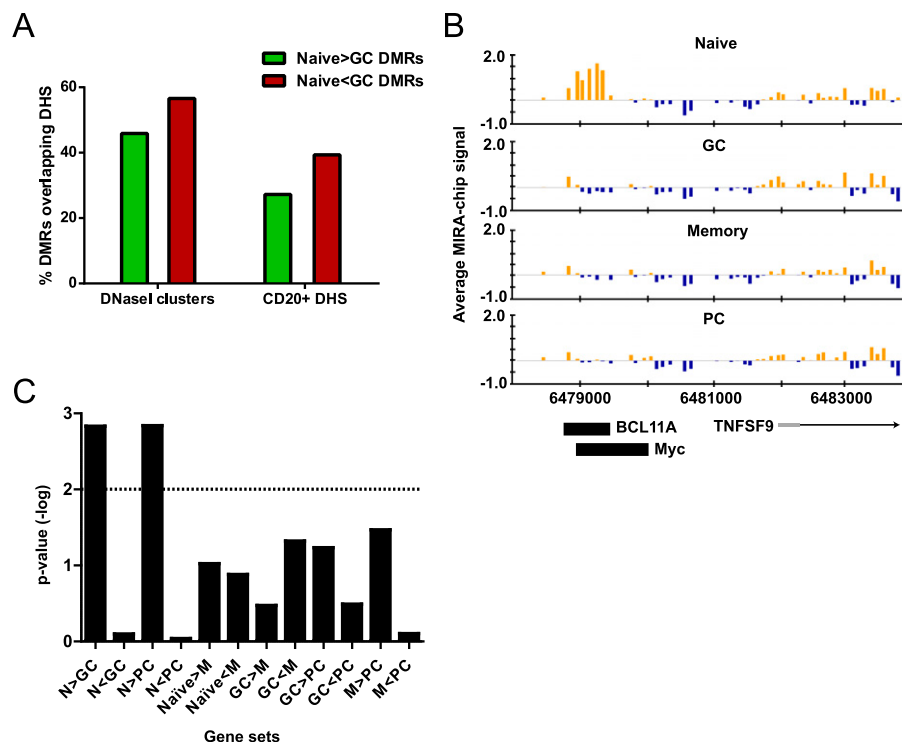 A
Naive>GC DMRs
Naive<GC DMRs
% DMRs overlapping DHS
60
40
20
0
DNaseI clusters
CD20+ DHS
B
Average MIRA-chip signal
Naive
2.0
-1.0
GC
2.0
-1.0
Memory
2.0
-1.0
PC
2.0
-1.0
6479000
6481000
6483000
BCL11A
TNFSF9
Myc
C
p-value (-log)
3
2
1
0
N>GC
N<GC
N>PC
N<PC
Naïve>M
Naïve<M
GC>M
GC<M
GC>PC
GC<PC
M>PC
M<PC
Gene sets